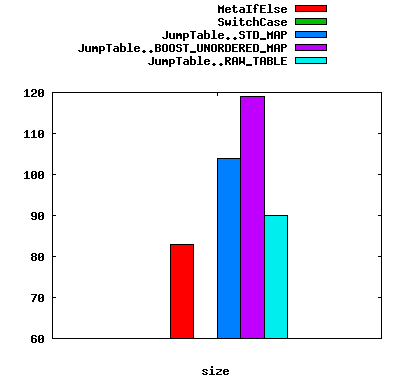 MetaIfElse
SwitchCase
JumpTable..STD_MAP
JumpTable..BOOST_UNORDERED_MAP
JumpTable..RAW_TABLE
120
110
100
90
80
70
60
size